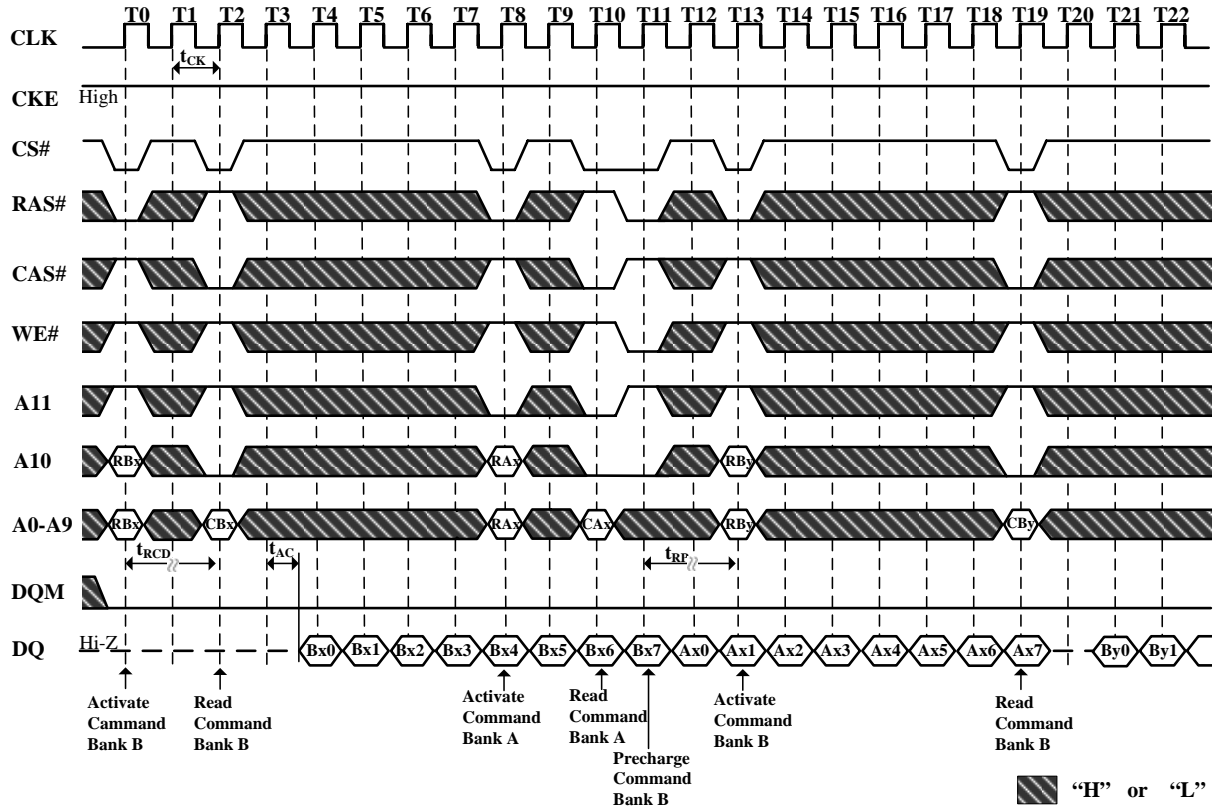 T0 T1 T2 T3 T4 T5 T6 T7 T8 T9 T10 T11 T12 T13 T14 T15 T16 T17 T18 T19 T20 T21 T22
CLK
tCK
CKE High
CS#
RAS#
CAS#
WE#
A11
A10 RBx RAx RBy
A0-A9 RBx CBx RAx CAx RBy CBy
tRCD tAC tRP
DQM
DQ Hi-Z Bx0 Bx1 Bx2 Bx3 Bx4 Bx5 Bx6 Bx7 Ax0 Ax1 Ax2 Ax3 Ax4 Ax5 Ax6 Ax7 By0 By1
Activate
Cammand
Bank B
Read
Command
Bank B
Activate
Command
Bank A
Read
Command
Bank A
Precharge
Command
Bank B
Activate
Command
Bank B
Read
Command
Bank B
“H” or “L”